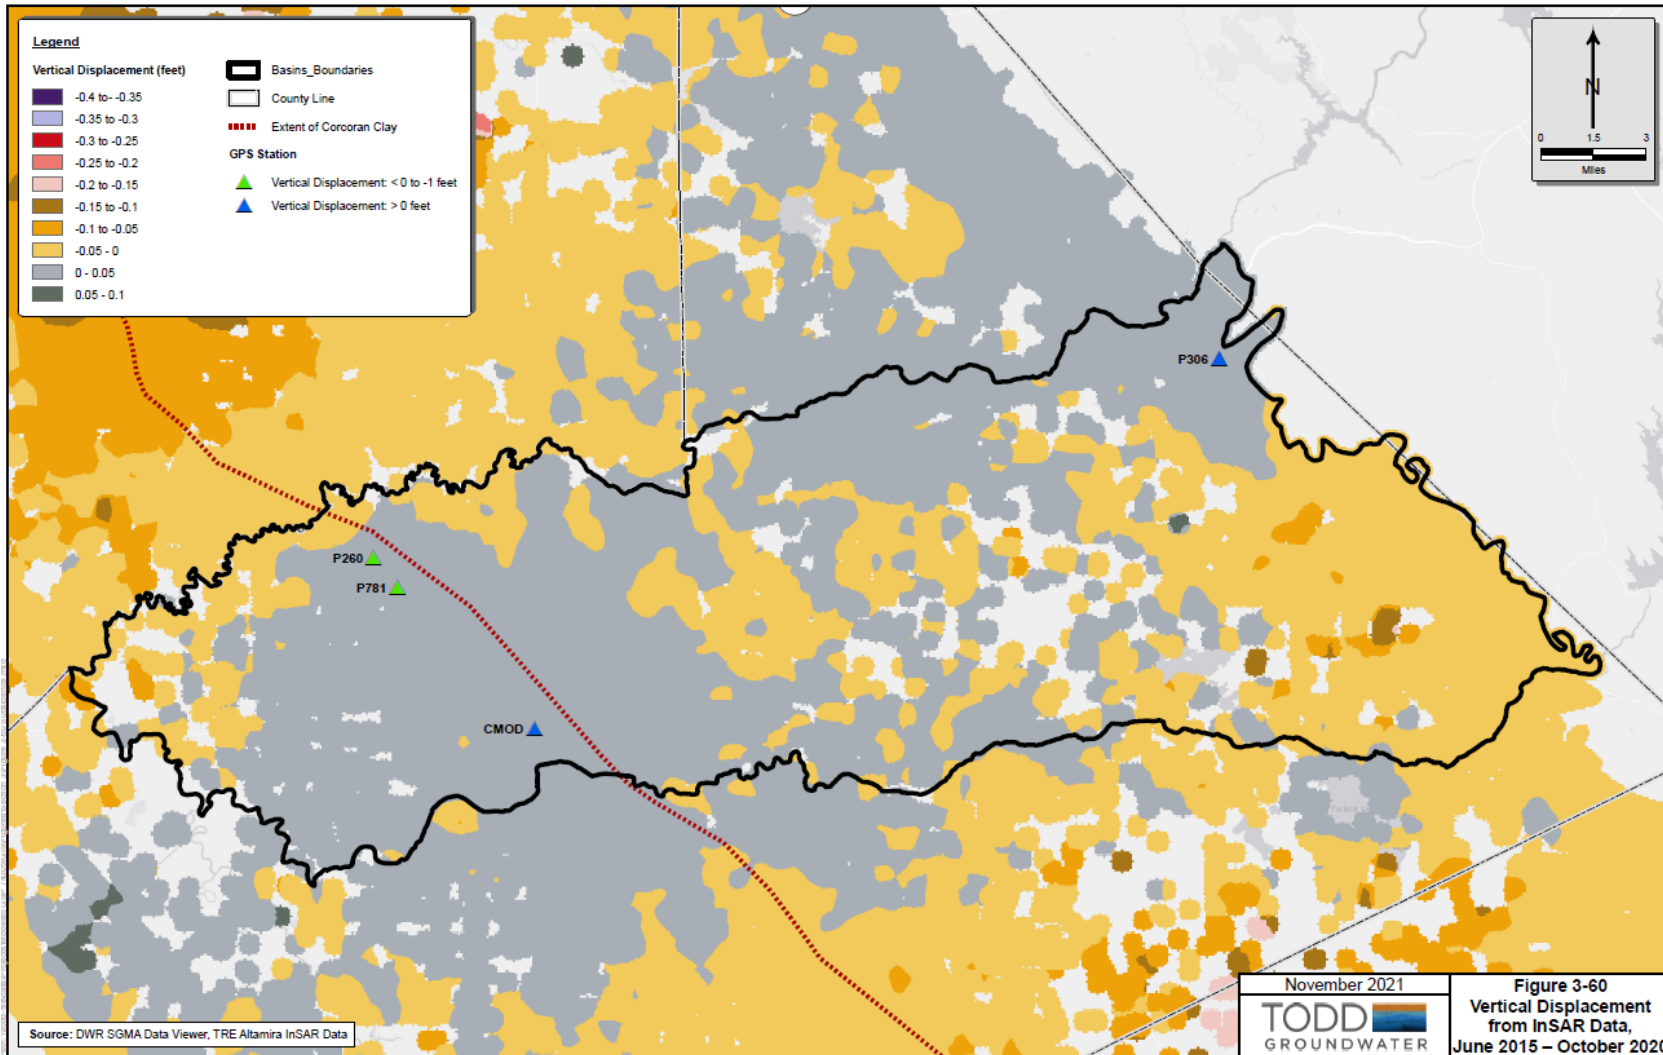 Legend
Vertical Displacement (feet)
-0.4 to- -0.35
-0.35 to -0.3
-0.3 to -0.25
-0.25 to -0.2
-0.2 to -0.15
-0.15 to -0.1
-0.1 to -0.05
-0.05 - 0
0 - 0.05
0.05 - 0.1
Basins_Boundaries
County Line
Extent of Corcoran Clay
GPS Station
Vertical Displacement: < 0 to -1 feet
Vertical Displacement: > 0 feet
N
0 1.5 3
Miles
P306
P260
P781
CMOD
Source: DWR SGMA Data Viewer, TRE Altamira InSAR Data
November 2021
TODD
GROUNDWATER
Figure 3-60
Vertical Displacement
from InSAR Data,
June 2015 – October 2020